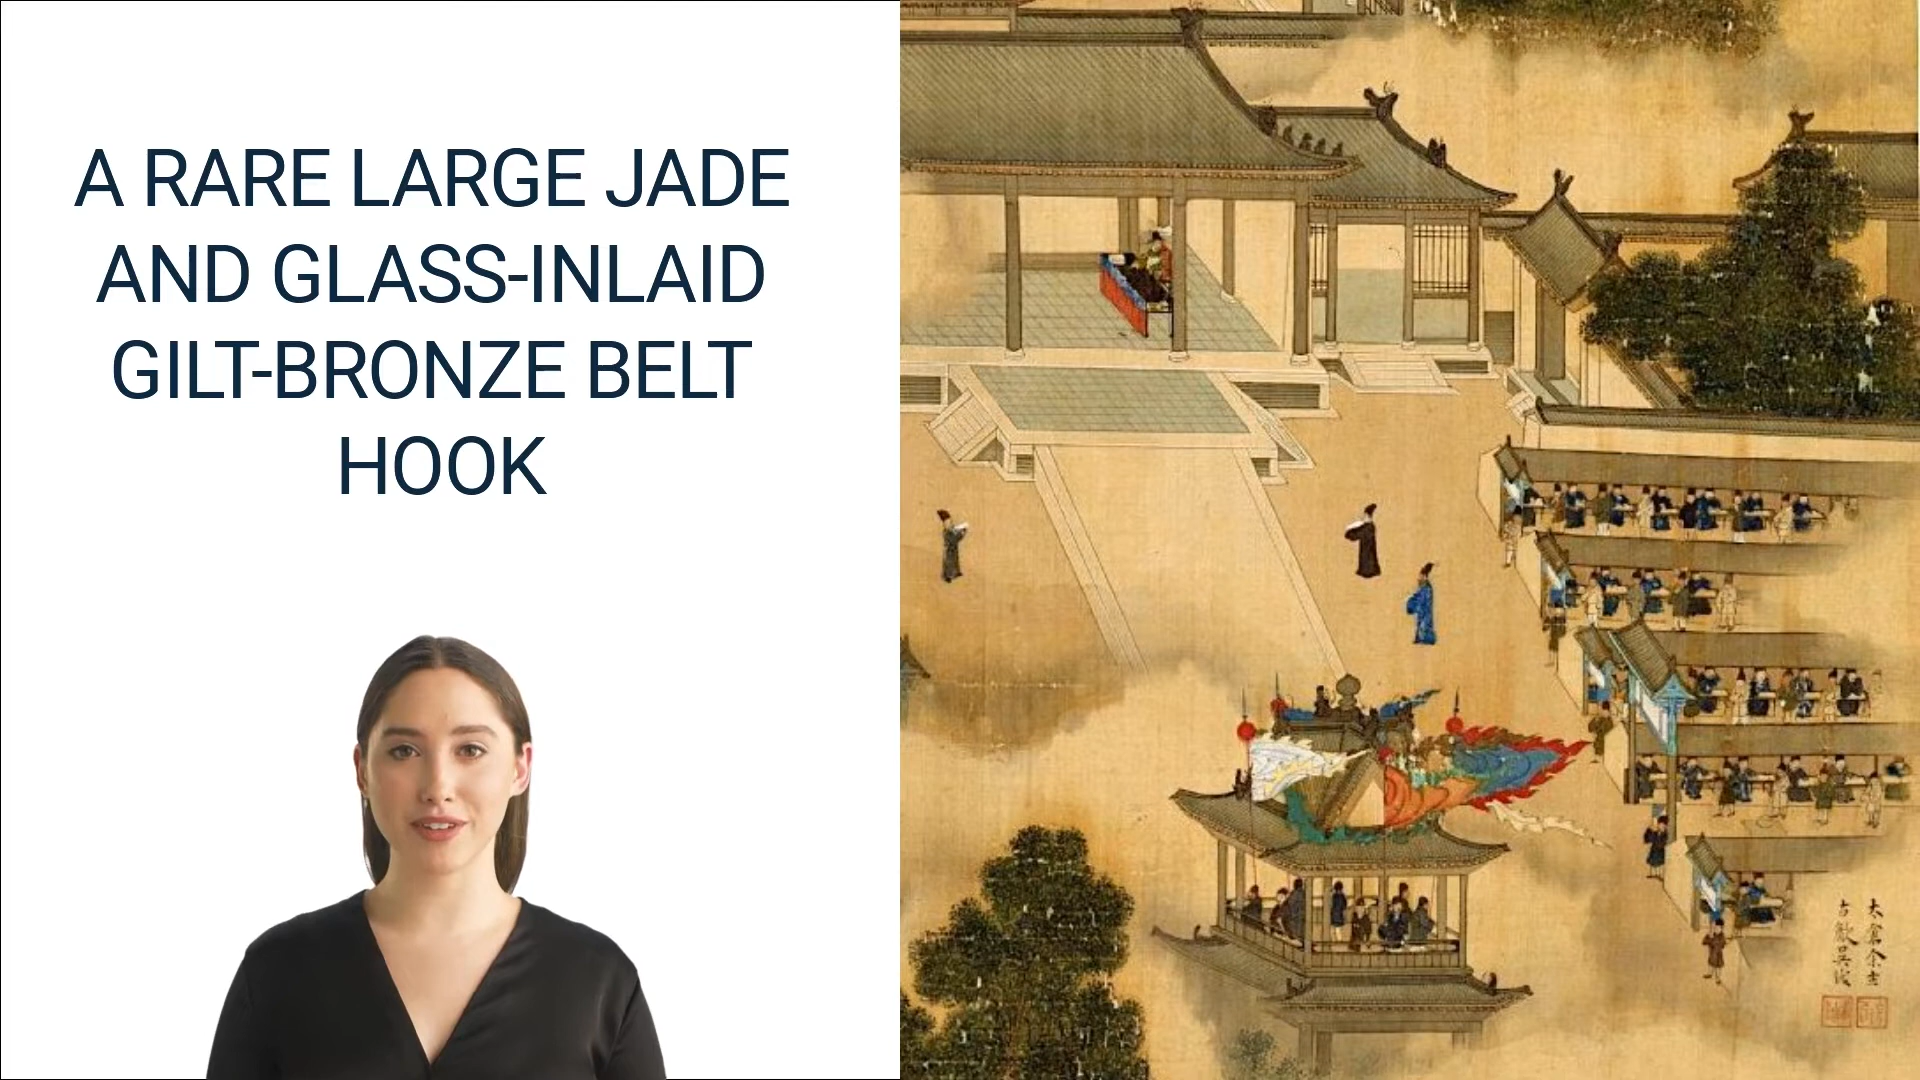 A RARE LARGE JADE
AND GLASS-INLAID
GILT-BRONZE BELT
HOOK